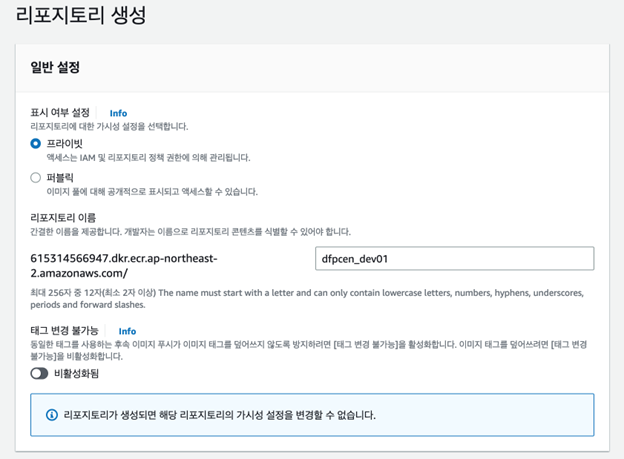 리포지토리 생성
일반 설정
표시 여부 설정 Info
리포지토리에 대한 가시성 설정을 선택합니다.
프라이빗
액세스는 IAM 및 리포지토리 정책 권한에 의해 관리됩니다.
퍼블릭
이미지 풀에 대해 공개적으로 표시되고 액세스할 수 있습니다.
리포지토리 이름
간결한 이름을 제공합니다. 개발자는 이름으로 리포지토리 콘텐츠를 식별할 수 있어야 합니다.
615314566947.dkr.ecr.ap-northeast-
2.amazonaws.com/
dfpcen_dev01
최대 256자 중 12자(최소 2자 이상) The name must start with a letter and can only contain lowercase letters, numbers, hyphens, underscores,
periods and forward slashes.
태그 변경 불가능 Info
동일한 태그를 사용하는 후속 이미지 푸시가 이미지 태그를 덮어쓰지 않도록 방지하려면 [태그 변경 불가능]을 활성화합니다. 이미지 태그를 덮어쓰려면 [태그 변경
불가능]을 비활성화합니다.
비활성화됨
리포지토리가 생성되면 해당 리포지토리의 가시성 설정을 변경할 수 없습니다.